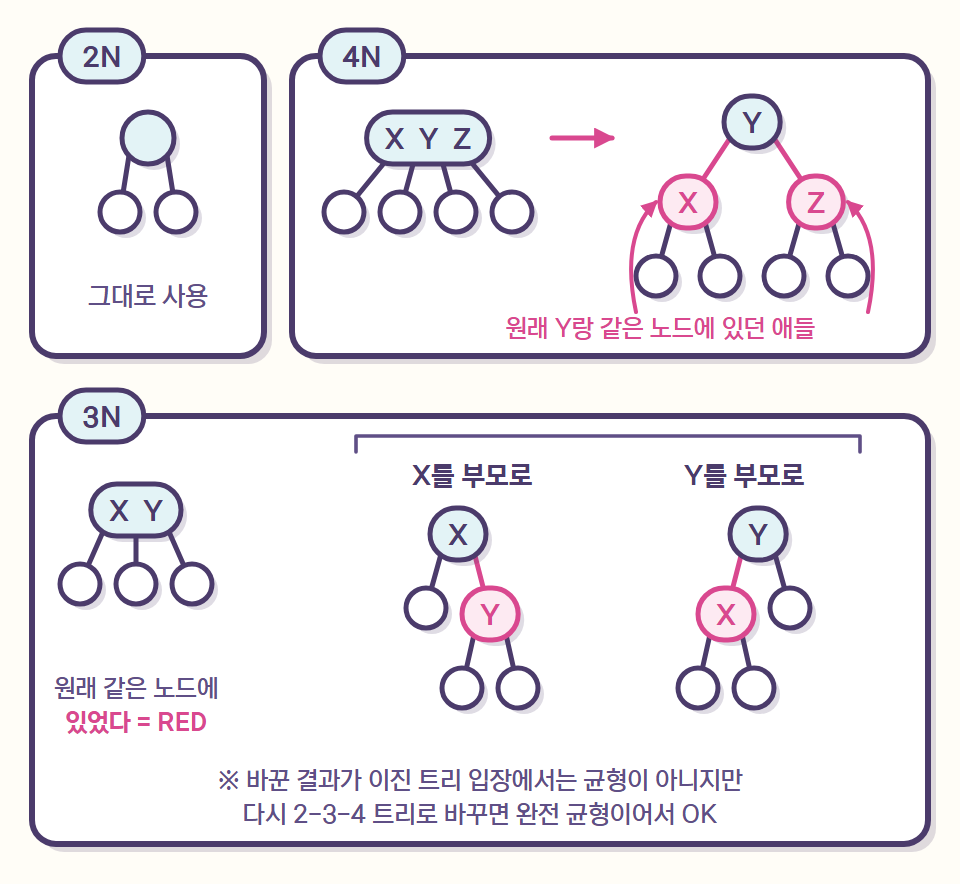 2N
그대로 사용
4N
X Y Z
Y
X
Z
원래 Y랑 같은 노드에 있던 애들
3N
X Y
원래 같은 노드에
있었다 = RED
X를 부모로
X
Y
Y를 부모로
Y
X
※ 바꾼 결과가 이진 트리 입장에서는 균형이 아니지만
다시 2-3-4 트리로 바꾸면 완전 균형이어서 OK